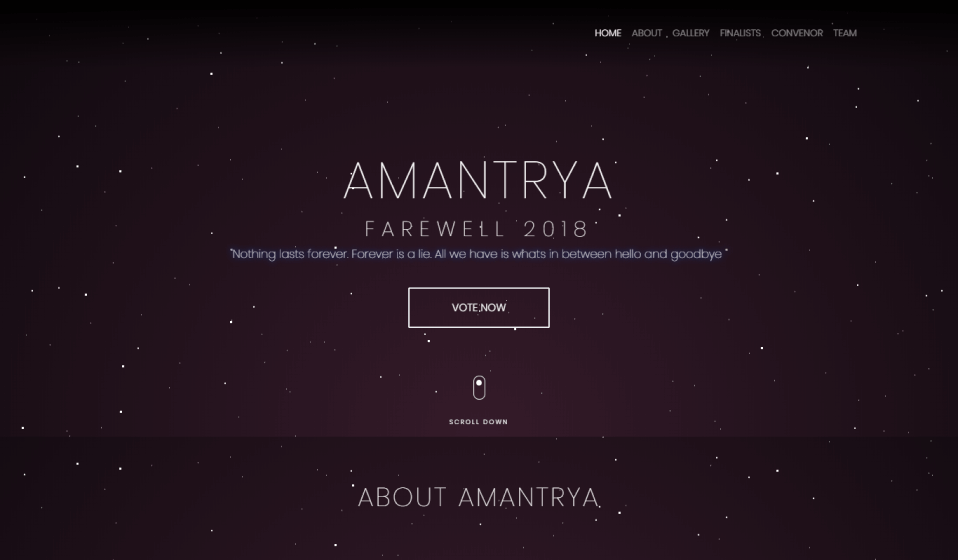 HOME ABOUT GALLERY FINALISTS CONVENOR TEAM
AMANTRYA
FAREWELL 2018
"Nothing lasts forever. Forever is a lie. All we have is whats in between hello and goodbye "
VOTE NOW
SCROLL DOWN
ABOUT AMANTRYA